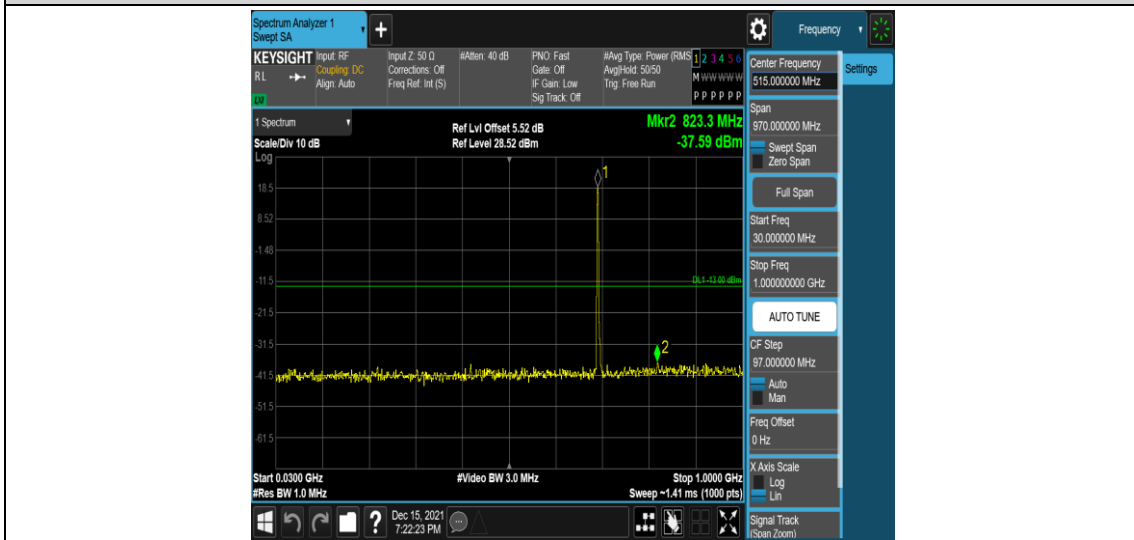 Spectrum Analyzer 1
Swept SA
+
Frequency
KEYSIGHT
RL
Input: RF
Coupling: DC
Align: Auto
Input Z: 50 Ω
Corrections: Off
Freq Ref: Int (S)
#Atten: 40 dB
PNO: Fast
Gate: Off
IF Gain: Low
Sig Track: Off
#Avg Type: Power (RMS
Avg|Hold: 50/50
Trig: Free Run
1 2 3 4 5 6
M W W W W W
P P P P P P
1 Spectrum
Scale/Div 10 dB
Log
Ref Lvl Offset 5.52 dB
Ref Level 28.52 dBm
Mkr2 823.3 MHz
-37.59 dBm
1
18.5
8.52
-1.48
-11.5
DL1 -13.00 dBm
-21.5
-31.5
2
-41.5
-51.5
-61.5
Start 0.0300 GHz
#Res BW 1.0 MHz
#Video BW 3.0 MHz
Stop 1.0000 GHz
Sweep ~1.41 ms (1000 pts)
?
Dec 15, 2021
7:22:23 PM
Center Frequency
515.000000 MHz
Settings
Span
970.000000 MHz
Swept Span
Zero Span
Full Span
Start Freq
30.000000 MHz
Stop Freq
1.000000000 GHz
AUTO TUNE
CF Step
97.000000 MHz
Auto
Man
Freq Offset
0 Hz
X Axis Scale
Log
Lin
Signal Track
(Span Zoom)